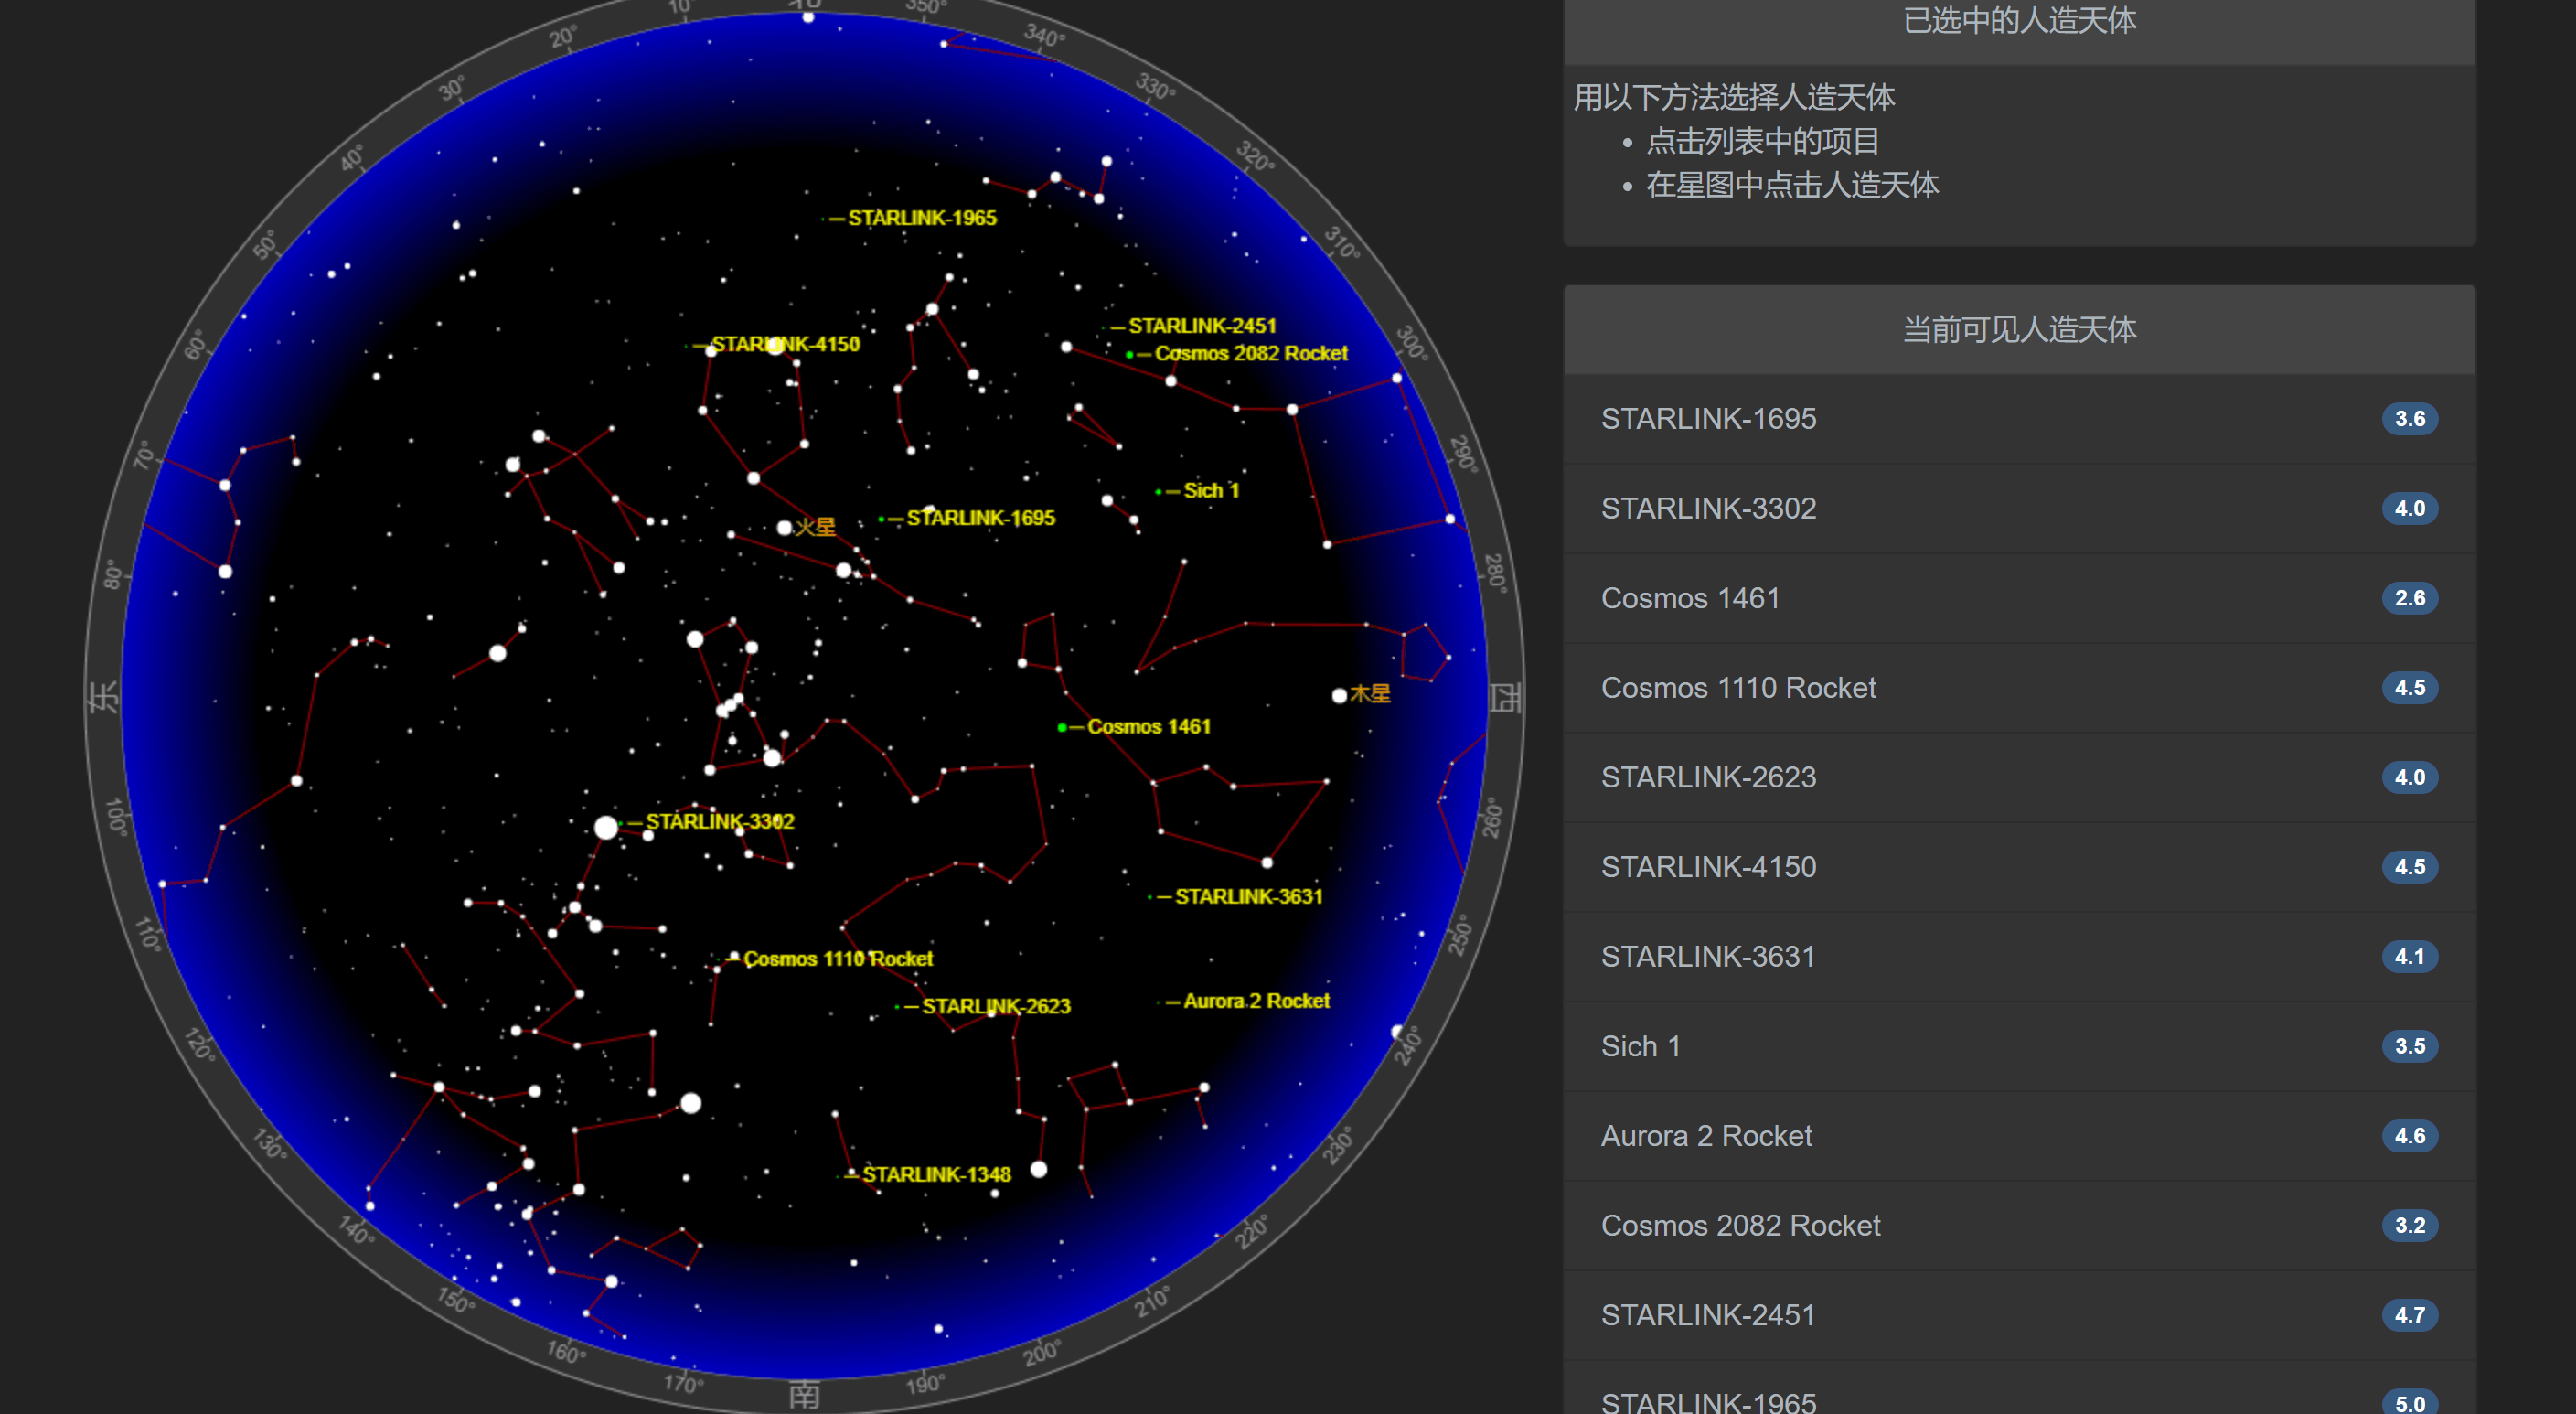 北
10°
350°
20°
340°
30°
330°
40°
320°
50°
310°
60°
300°
70°
290°
80°
280°
东
西
100°
260°
110°
250°
120°
240°
130°
230°
140°
220°
150°
210°
160°
200°
170°
190°
南
STARLINK-1965
STARLINK-2451
STARLINK-4150
Cosmos 2082 Rocket
Sich 1
STARLINK-1695
火星
木星
Cosmos 1461
STARLINK-3302
STARLINK-3631
Cosmos 1110 Rocket
Aurora 2 Rocket
STARLINK-2623
STARLINK-1348
已选中的人造天体
用以下方法选择人造天体
• 点击列表中的项目
• 在星图中点击人造天体
当前可见人造天体
STARLINK-1695 3.6
STARLINK-3302 4.0
Cosmos 1461 2.6
Cosmos 1110 Rocket 4.5
STARLINK-2623 4.0
STARLINK-4150 4.5
STARLINK-3631 4.1
Sich 1 3.5
Aurora 2 Rocket 4.6
Cosmos 2082 Rocket 3.2
STARLINK-2451 4.7
STARLINK-1965 5.0